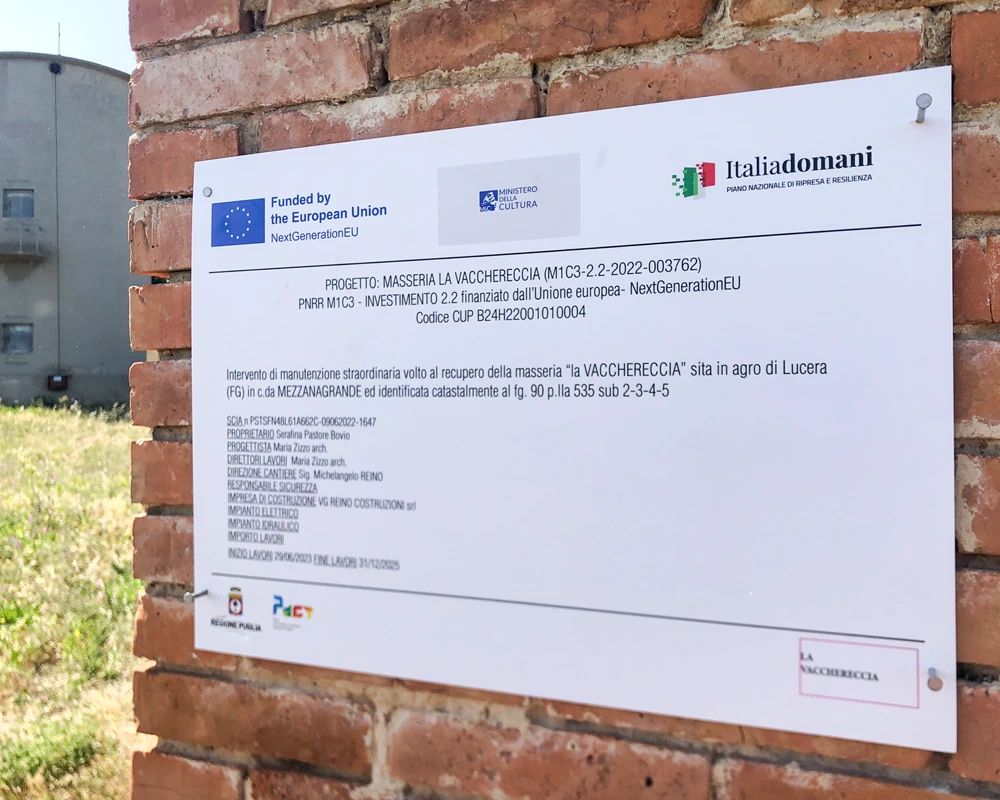 Funded by
the European Union
NextGenerationEU
MiC
MINISTERO
DELLA
CULTURA
Italiadomani
PIANO NAZIONALE DI RIPRESA E RESILIENZA
PROGETTO: MASSERIA LA VACCHERECCIA (M1C3-2.2-2022-003762)
PNRR M1C3 - INVESTIMENTO 2.2 finanziato dall'Unione europea- NextGenerationEU
Codice CUP B24H22001010004
Intervento di manutenzione straordinaria volto al recupero della masseria "la VACCHERECCIA" sita in agro di Lucera
(FG) in c.da MEZZANAGRANDE ed identificata catastalmente al fg. 90 p.lla 535 sub 2-3-4-5
SCIA n PSTSFN48L61A662C-09062022-1647
PROPRIETARIO Serafina Pastore Bovio
PROGETTISTA Maria Zizzo arch.
DIRETTORI LAVORI Maria Zizzo arch.
DIREZIONE CANTIERE Sig. Michelangelo REINO
RESPONSABILE SICUREZZA
IMPRESA DI COSTRUZIONE VG REINO COSTRUZIONI srl
IMPIANTO ELETTRICO
IMPIANTO IDRAULICO
IMPORTO LAVORI
INIZIO LAVORI 29/06/2023 FINE LAVORI 31/12/2025
REGIONE PUGLIA
PACT
LA
VACCHERECCIA